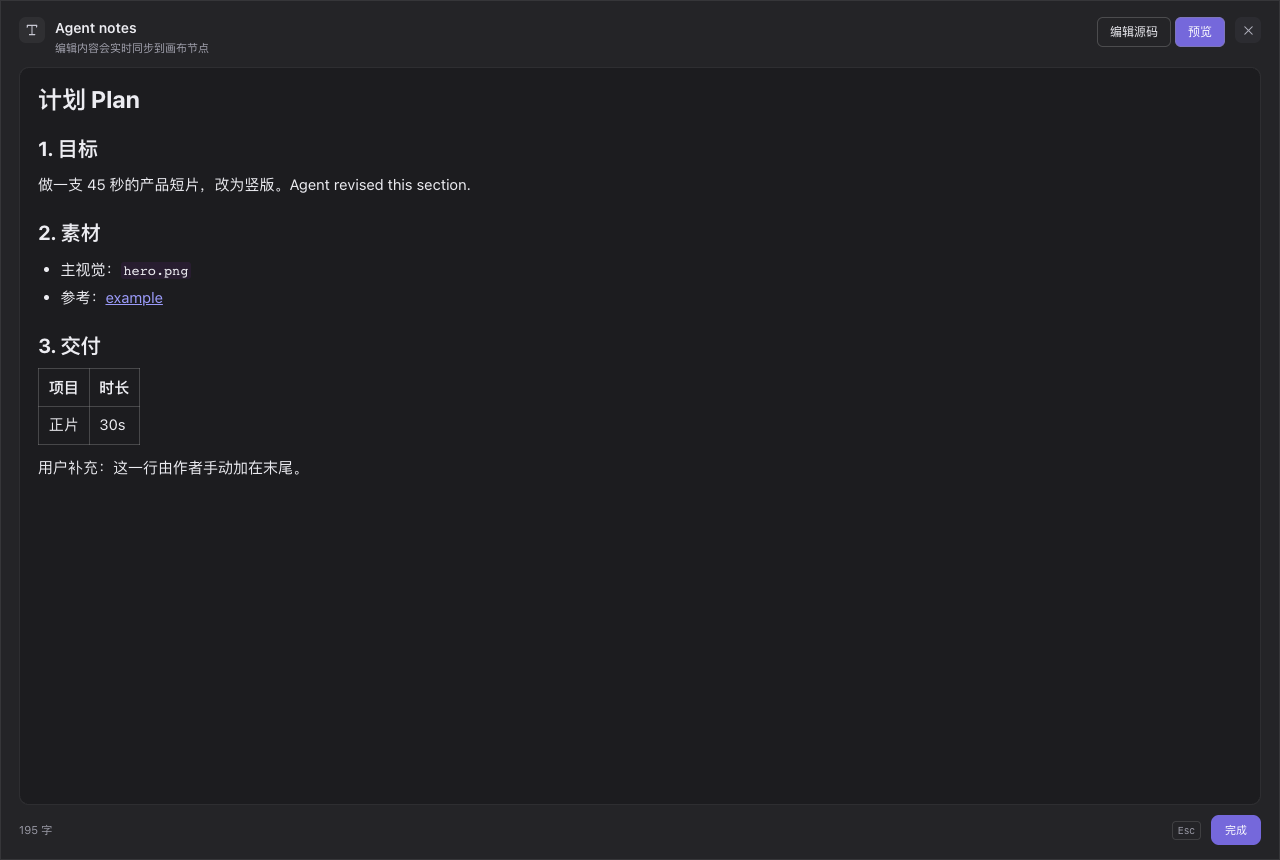 T
Agent notes
编辑内容会实时同步到画布节点
编辑源码
预览
计划 Plan
1. 目标
做一支 45 秒的产品短片，改为竖版。Agent revised this section.
2. 素材
• 主视觉： hero.png
• 参考： example
3. 交付
项目 时长
正片 30s
用户补充：这一行由作者手动加在末尾。
195 字
Esc
完成